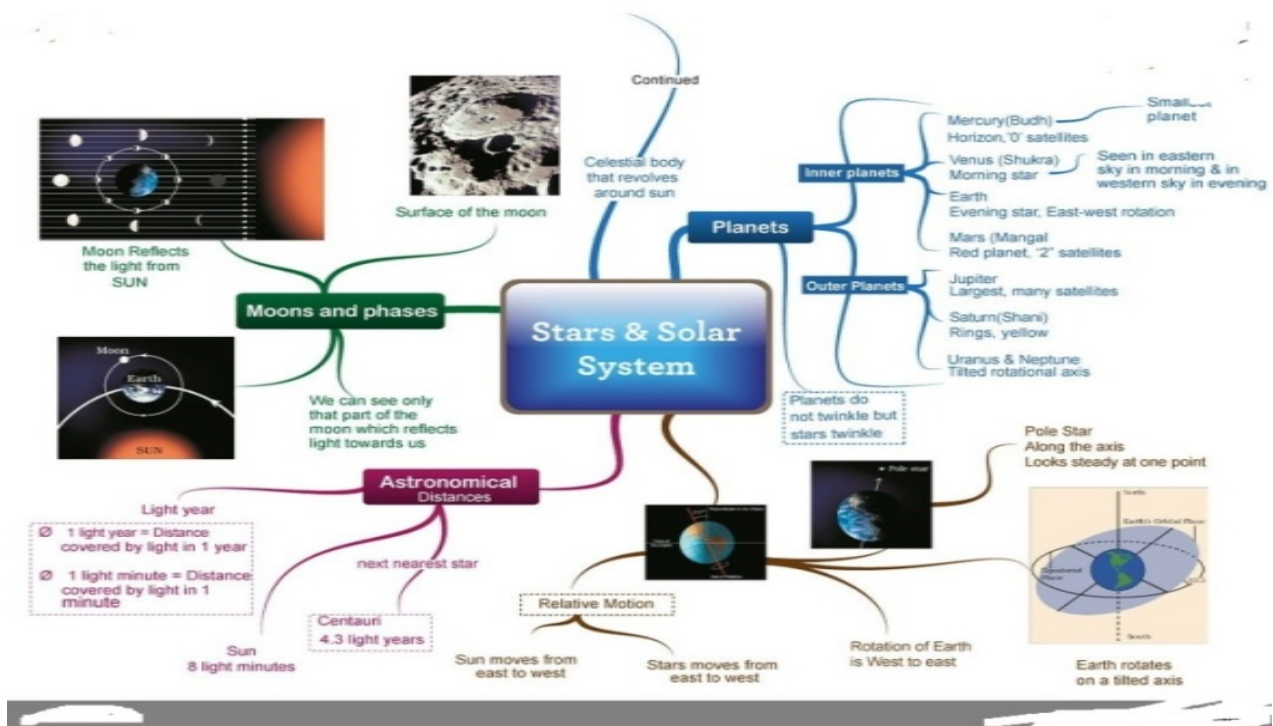 Continued
Celestial body
that revolves
around sun
Stars & Solar
System
Planets
Inner planets
Mercury(Budh)
Horizon,'0' satellites
planet
Venus (Shukra)
Morning star
Seen in eastern
sky in morning & in
western sky in evening
Earth
Evening star, East-west rotation
Mars (Mangal
Red planet, '2" satellites
Outer Planets
Jupiter
Largest, many satellites
Saturn(Shani)
Rings, yellow
Uranus & Neptune
Tilted rotational axis
Planets do
not twinkle but
stars twinkle
Moons and phases
Moon Reflects
the light from
SUN
Surface of the moon
Moon
Earth
SUN
We can see only
that part of the
moon which reflects
light towards us
Astronomical
Distances
Light year
Ø 1 light year = Distance
covered by light in 1 year
Ø 1 light minute = Distance
covered by light in 1
minute
Sun
8 light minutes
next nearest star
Centauri
4.3 light years
Relative Motion
Sun moves from
east to west
Stars moves from
east to west
Pole star
Pole Star
Along the axis
Looks steady at one point
Rotation of Earth
is West to east
North
Earth's Orbital Plane
Equatorial
Plane
South
Earth rotates
on a tilted axis